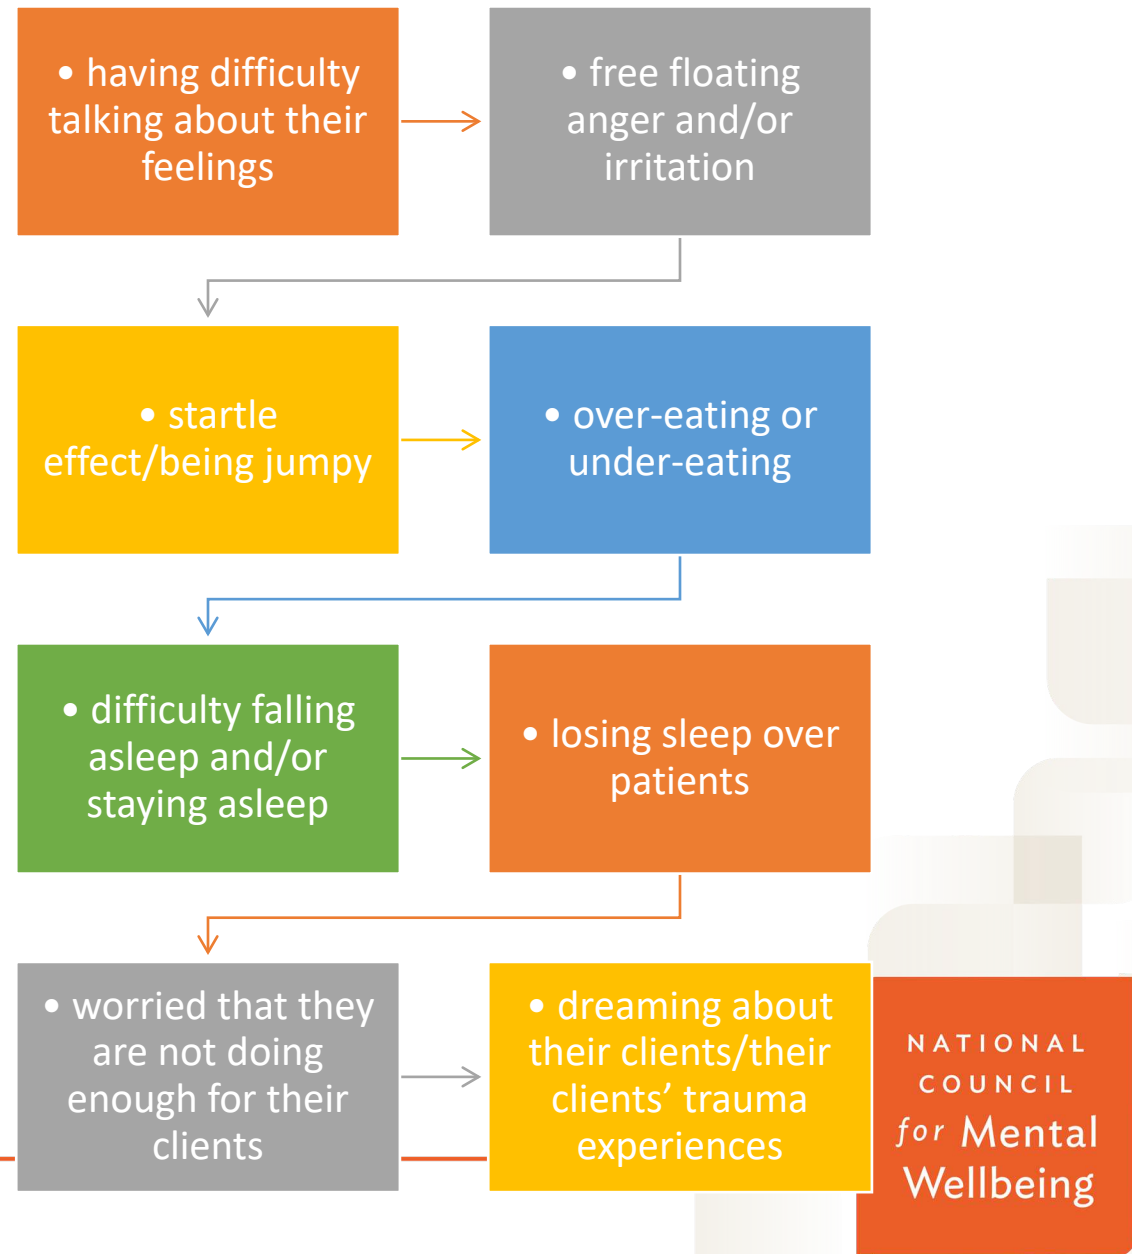 • having difficulty
talking about their
feelings
• free floating
anger and/or
irritation
• startle
effect/being jumpy
• over-eating or
under-eating
• difficulty falling
asleep and/or
staying asleep
• losing sleep over
patients
• worried that they
are not doing
enough for their
clients
• dreaming about
their clients/their
clients’ trauma
experiences
NATIONAL
COUNCIL
for Mental
Wellbeing